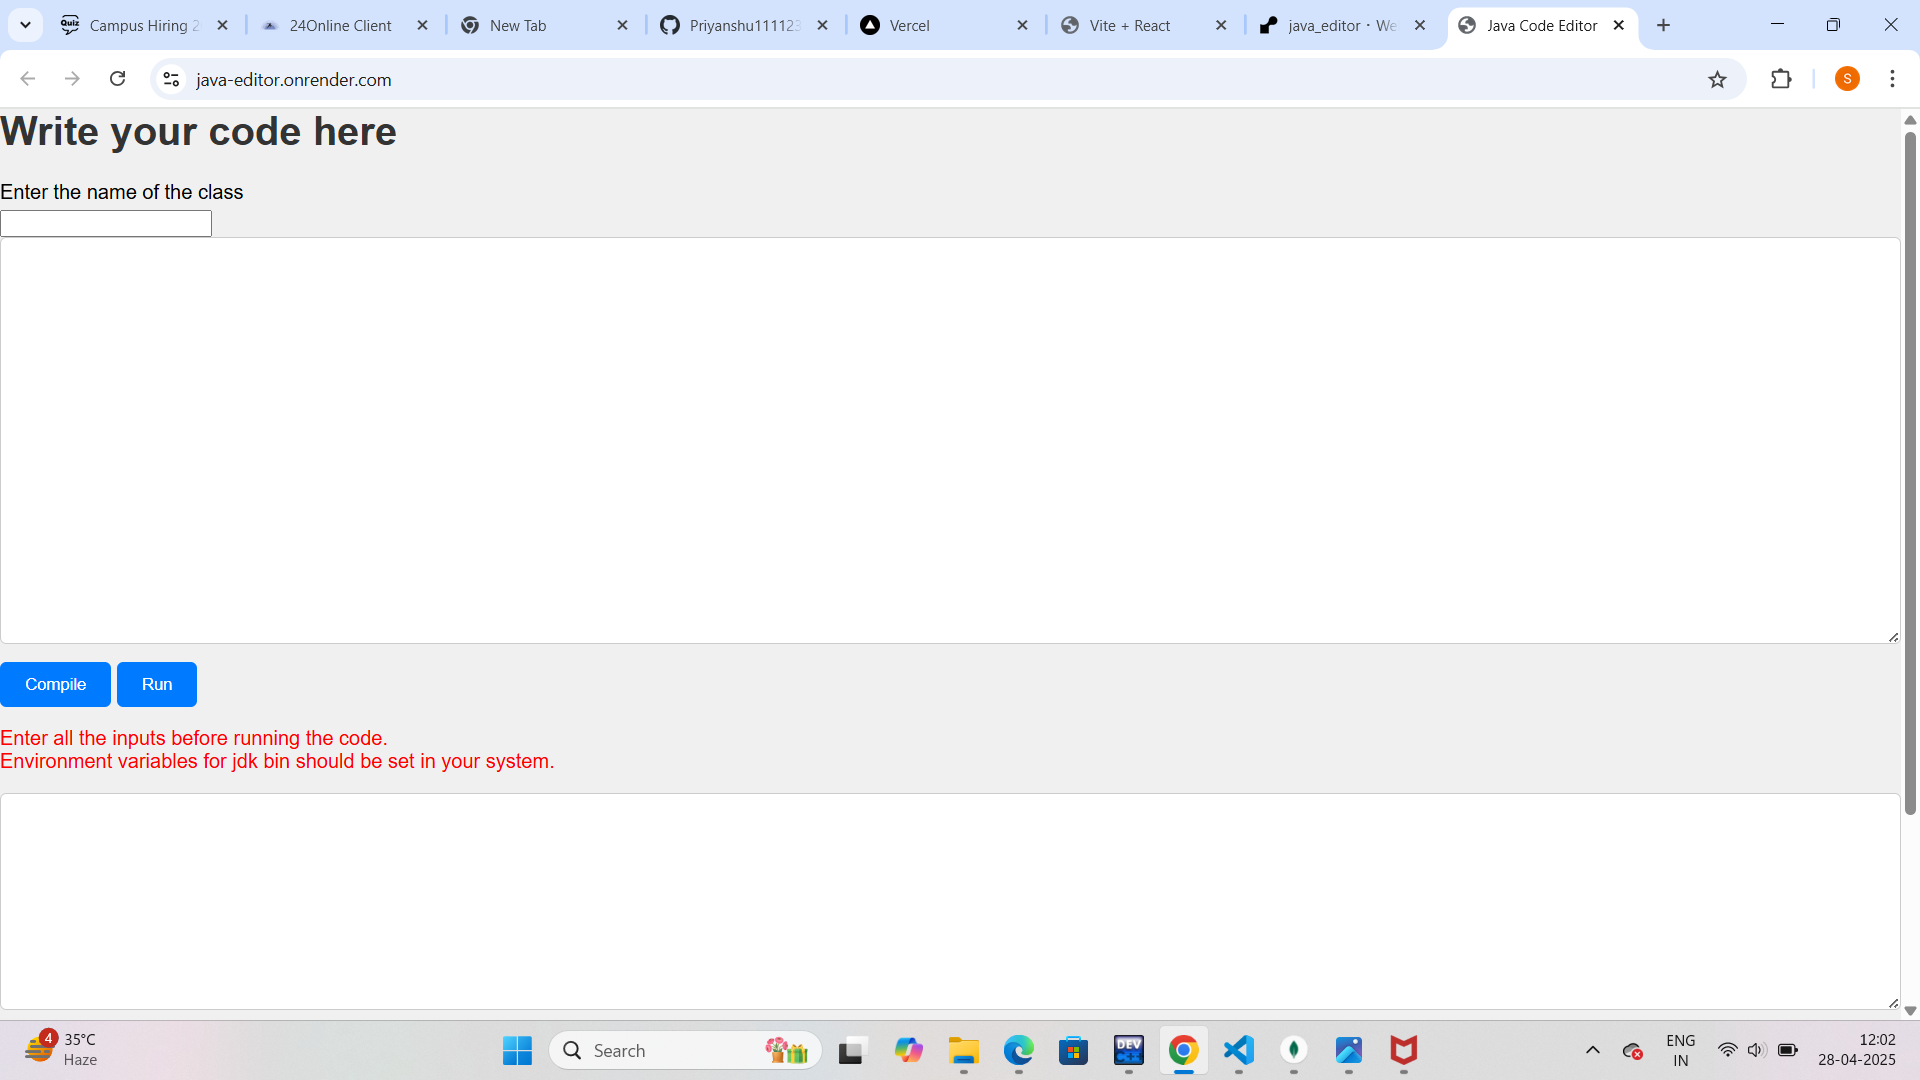 Quiz
Campus Hiring 2
24Online Client
New Tab
Priyanshu111123
Vercel
Vite + React
java_editor · We
Java Code Editor
java-editor.onrender.com
S
Write your code here
Enter the name of the class
Compile
Run
Enter all the inputs before running the code.
Environment variables for jdk bin should be set in your system.
4
35°C
Haze
Search
DEV
ENG
IN
12:02
28-04-2025